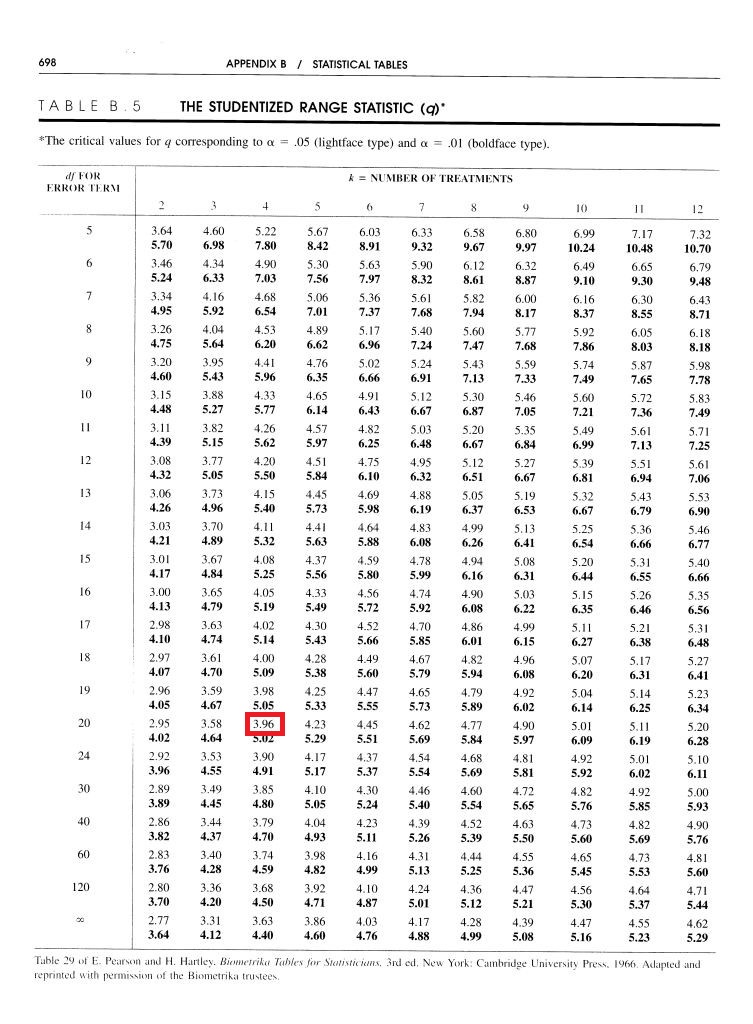 698 APPENDIX B / STATISTICAL TABLES
TABLE B.5 THE STUDENTIZED RANGE STATISTIC (q)*
*The critical values for q corresponding to α = .05 (lightface type) and α = .01 (boldface type).
df FOR
ERROR TERM
k = NUMBER OF TREATMENTS
2 3 4 5 6 7 8 9 10 11 12
5 3.64 4.60 5.22 5.67 6.03 6.33 6.58 6.80 6.99 7.17 7.32
5.70 6.98 7.80 8.42 8.91 9.32 9.67 9.97 10.24 10.48 10.70
6 3.46 4.34 4.90 5.30 5.63 5.90 6.12 6.32 6.49 6.65 6.79
5.24 6.33 7.03 7.56 7.97 8.32 8.61 8.87 9.10 9.30 9.48
7 3.34 4.16 4.68 5.06 5.36 5.61 5.82 6.00 6.16 6.30 6.43
4.95 5.92 6.54 7.01 7.37 7.68 7.94 8.17 8.37 8.55 8.71
8 3.26 4.04 4.53 4.89 5.17 5.40 5.60 5.77 5.92 6.05 6.18
4.75 5.64 6.20 6.62 6.96 7.24 7.47 7.68 7.86 8.03 8.18
9 3.20 3.95 4.41 4.76 5.02 5.24 5.43 5.59 5.74 5.87 5.98
4.60 5.43 5.96 6.35 6.66 6.91 7.13 7.33 7.49 7.65 7.78
10 3.15 3.88 4.33 4.65 4.91 5.12 5.30 5.46 5.60 5.72 5.83
4.48 5.27 5.77 6.14 6.43 6.67 6.87 7.05 7.21 7.36 7.49
11 3.11 3.82 4.26 4.57 4.82 5.03 5.20 5.35 5.49 5.61 5.71
4.39 5.15 5.62 5.97 6.25 6.48 6.67 6.84 6.99 7.13 7.25
12 3.08 3.77 4.20 4.51 4.75 4.95 5.12 5.27 5.39 5.51 5.61
4.32 5.05 5.50 5.84 6.10 6.32 6.51 6.67 6.81 6.94 7.06
13 3.06 3.73 4.15 4.45 4.69 4.88 5.05 5.19 5.32 5.43 5.53
4.26 4.96 5.40 5.73 5.98 6.19 6.37 6.53 6.67 6.79 6.90
14 3.03 3.70 4.11 4.41 4.64 4.83 4.99 5.13 5.25 5.36 5.46
4.21 4.89 5.32 5.63 5.88 6.08 6.26 6.41 6.54 6.66 6.77
15 3.01 3.67 4.08 4.37 4.59 4.78 4.94 5.08 5.20 5.31 5.40
4.17 4.84 5.25 5.56 5.80 5.99 6.16 6.31 6.44 6.55 6.66
16 3.00 3.65 4.05 4.33 4.56 4.74 4.90 5.03 5.15 5.26 5.35
4.13 4.79 5.19 5.49 5.72 5.92 6.08 6.22 6.35 6.46 6.56
17 2.98 3.63 4.02 4.30 4.52 4.70 4.86 4.99 5.11 5.21 5.31
4.10 4.74 5.14 5.43 5.66 5.85 6.01 6.15 6.27 6.38 6.48
18 2.97 3.61 4.00 4.28 4.49 4.67 4.82 4.96 5.07 5.17 5.27
4.07 4.70 5.09 5.38 5.60 5.79 5.94 6.08 6.20 6.31 6.41
19 2.96 3.59 3.98 4.25 4.47 4.65 4.79 4.92 5.04 5.14 5.23
4.05 4.67 5.05 5.33 5.55 5.73 5.89 6.02 6.14 6.25 6.34
20 2.95 3.58 3.96 4.23 4.45 4.62 4.77 4.90 5.01 5.11 5.20
4.02 4.64 5.02 5.29 5.51 5.69 5.84 5.97 6.09 6.19 6.28
24 2.92 3.53 3.90 4.17 4.37 4.54 4.68 4.81 4.92 5.01 5.10
3.96 4.55 4.91 5.17 5.37 5.54 5.69 5.81 5.92 6.02 6.11
30 2.89 3.49 3.85 4.10 4.30 4.46 4.60 4.72 4.82 4.92 5.00
3.89 4.45 4.80 5.05 5.24 5.40 5.54 5.65 5.76 5.85 5.93
40 2.86 3.44 3.79 4.04 4.23 4.39 4.52 4.63 4.73 4.82 4.90
3.82 4.37 4.70 4.93 5.11 5.26 5.39 5.50 5.60 5.69 5.76
60 2.83 3.40 3.74 3.98 4.16 4.31 4.44 4.55 4.65 4.73 4.81
3.76 4.28 4.59 4.82 4.99 5.13 5.25 5.36 5.45 5.53 5.60
120 2.80 3.36 3.68 3.92 4.10 4.24 4.36 4.47 4.56 4.64 4.71
3.70 4.20 4.50 4.71 4.87 5.01 5.12 5.21 5.30 5.37 5.44
∞ 2.77 3.31 3.63 3.86 4.03 4.17 4.28 4.39 4.47 4.55 4.62
3.64 4.12 4.40 4.60 4.76 4.88 4.99 5.08 5.16 5.23 5.29
Table 29 of E. Pearson and H. Hartley, Biometrika Tables for Statisticians, 3rd ed. New York: Cambridge University Press, 1966. Adapted and
reprinted with permission of the Biometrika trustees.